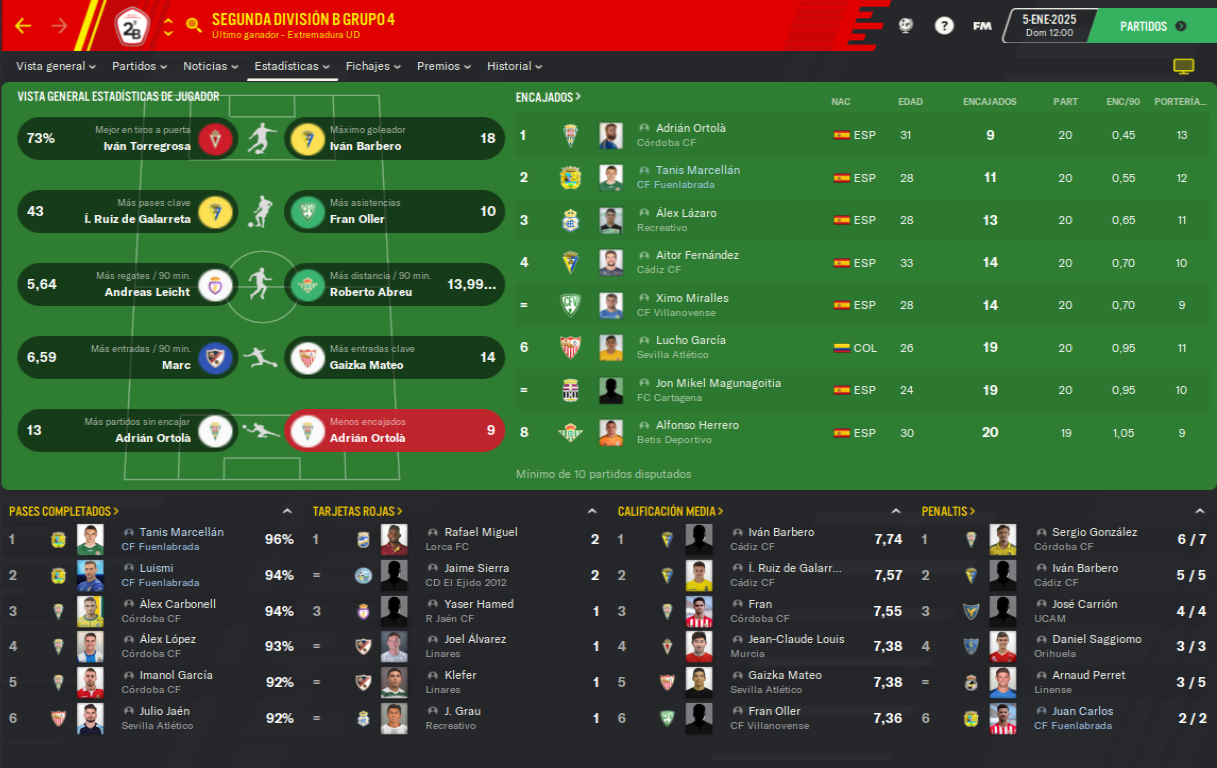 SEGUNDA DIVISIÓN B GRUPO 4
Último ganador - Extremadura UD
2ªB
FM
5-ENE-2025
Dom 12:00
PARTIDOS
Vista general
Partidos
Noticias
Estadísticas
Fichajes
Premios
Historial
VISTA GENERAL ESTADÍSTICAS DE JUGADOR
73% Mejor en tiros a puerta
Iván Torregrosa
Máximo goleador 18
Iván Barbero
43 Más pases clave
Í. Ruiz de Galarreta
Más asistencias 10
Fran Oller
5,64 Más regates / 90 min.
Andreas Leicht
Más distancia / 90 min. 13,99...
Roberto Abreu
6,59 Más entradas / 90 min.
Marc
Más entradas clave 14
Gaizka Mateo
13 Más partidos sin encajar
Adrián Ortolà
Menos encajados 9
Adrián Ortolà
ENCAJADOS > NAC EDAD ENCAJADOS PART ENC/90 PORTERÍA...
1 Adrián Ortolà ESP 31 9 20 0,45 13
Córdoba CF
2 Tanis Marcellán ESP 28 11 20 0,55 12
CF Fuenlabrada
3 Álex Lázaro ESP 28 13 20 0,65 11
Recreativo
4 Aitor Fernández ESP 33 14 20 0,70 10
Cádiz CF
= Ximo Miralles ESP 28 14 20 0,70 9
CF Villanovense
6 Lucho García COL 26 19 20 0,95 11
Sevilla Atlético
= Jon Mikel Magunagoitia ESP 24 19 20 0,95 10
FC Cartagena
8 Alfonso Herrero ESP 30 20 19 1,05 9
Betis Deportivo
Mínimo de 10 partidos disputados
PASES COMPLETADOS >
1 Tanis Marcellán 96%
CF Fuenlabrada
2 Luismi 94%
CF Fuenlabrada
3 Àlex Carbonell 94%
Córdoba CF
4 Álex López 93%
Córdoba CF
5 Imanol García 92%
Córdoba CF
6 Julio Jaén 92%
Sevilla Atlético
TARJETAS ROJAS >
1 Rafael Miguel 2
Lorca FC
= Jaime Sierra 2
CD El Ejido 2012
3 Yaser Hamed 1
R Jaén CF
= Joel Álvarez 1
Linares
= Klefer 1
Linares
= J. Grau 1
Recreativo
CALIFICACIÓN MEDIA >
1 Iván Barbero 7,74
Cádiz CF
2 Í. Ruiz de Galarr... 7,57
Cádiz CF
3 Fran 7,55
Córdoba CF
4 Jean-Claude Louis 7,38
Murcia
5 Gaizka Mateo 7,38
Sevilla Atlético
6 Fran Oller 7,36
CF Villanovense
PENALTIS >
1 Sergio González 6 / 7
Córdoba CF
2 Iván Barbero 5 / 5
Cádiz CF
3 José Carrión 4 / 4
UCAM
4 Daniel Saggiomo 3 / 3
Orihuela
= Arnaud Perret 3 / 5
Linense
6 Juan Carlos 2 / 2
CF Fuenlabrada